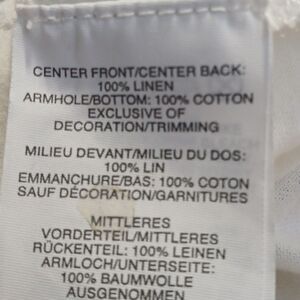 CENTER FRONT/CENTER BACK:
100% LINEN
ARMHOLE/BOTTOM: 100% COTTON
EXCLUSIVE OF
DECORATION/TRIMMING
MILIEU DEVANT/MILIEU DU DOS:
100% LIN
EMMANCHURE/BAS: 100% COTON
SAUF DÉCORATION/GARNITURES
MITTLERES
VORDERTEIL/MITTLERES
RÜCKENTEIL: 100% LEINEN
ARMLOCH/UNTERSEITE:
100% BAUMWOLLE
AUSGENOMMEN